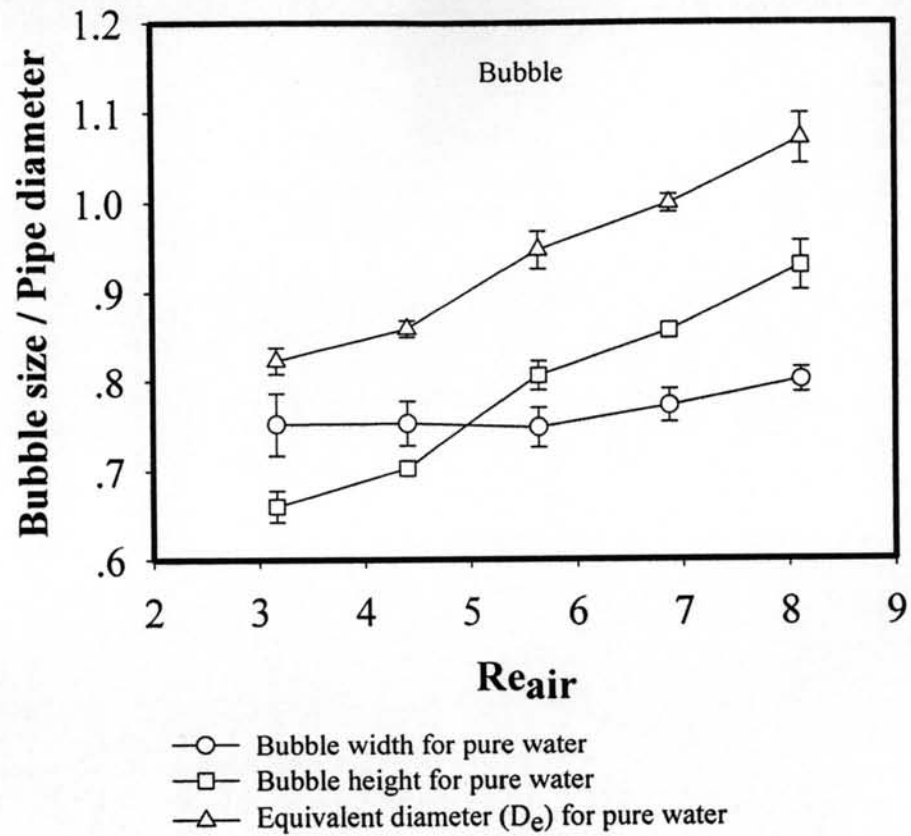 Bubble
Bubble size / Pipe diameter
1.2
1.1
1.0
.9
.8
.7
.6
2 3 4 5 6 7 8 9
Reair
Bubble width for pure water
Bubble height for pure water
Equivalent diameter (De) for pure water